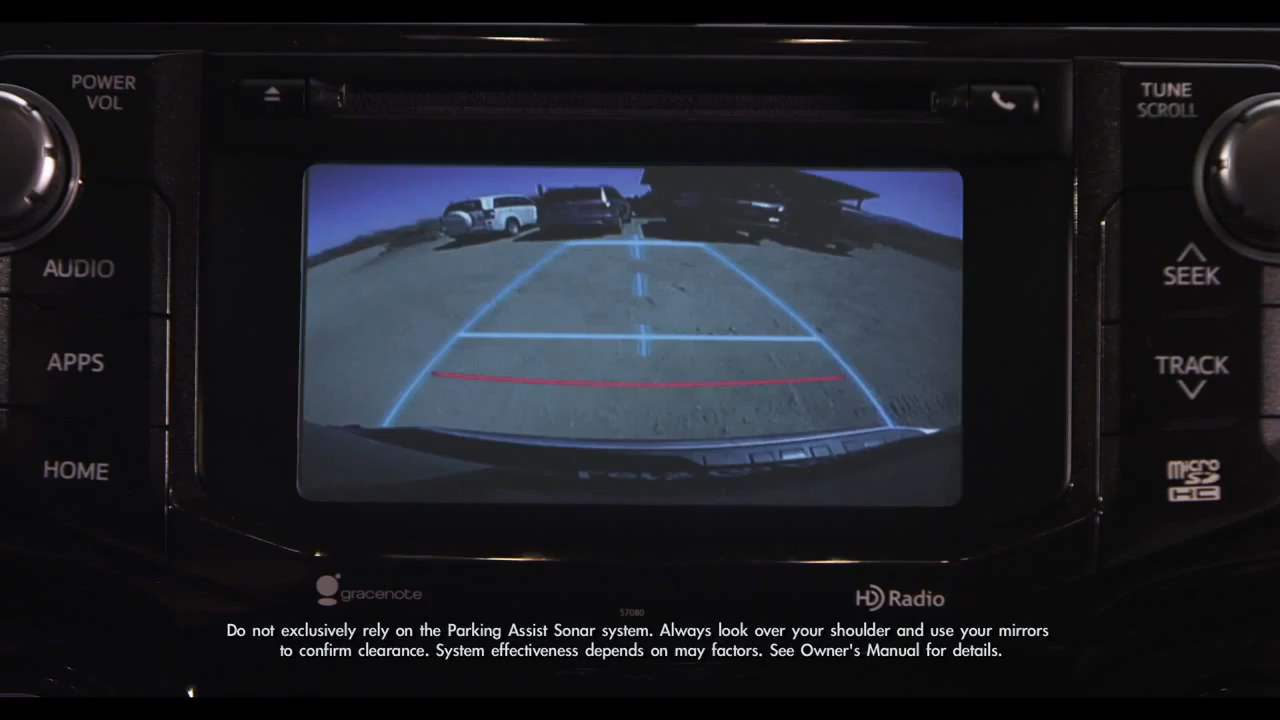 POWER
VOL
TUNE
SCROLL
AUDIO
SEEK
APPS
TRACK
HOME
micro
SD
HC
gracenote
HD Radio
57080
Do not exclusively rely on the Parking Assist Sonar system. Always look over your shoulder and use your mirrors
to confirm clearance. System effectiveness depends on may factors. See Owner's Manual for details.